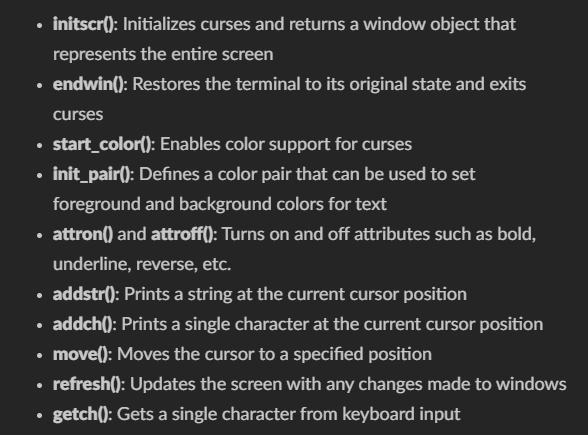 • initscr(): Initializes curses and returns a window object that
represents the entire screen
• endwin(): Restores the terminal to its original state and exits
curses
• start_color(): Enables color support for curses
• init_pair(): Defines a color pair that can be used to set
foreground and background colors for text
• attron() and attroff(): Turns on and off attributes such as bold,
underline, reverse, etc.
• addstr(): Prints a string at the current cursor position
• addch(): Prints a single character at the current cursor position
• move(): Moves the cursor to a specified position
• refresh(): Updates the screen with any changes made to windows
• getch(): Gets a single character from keyboard input